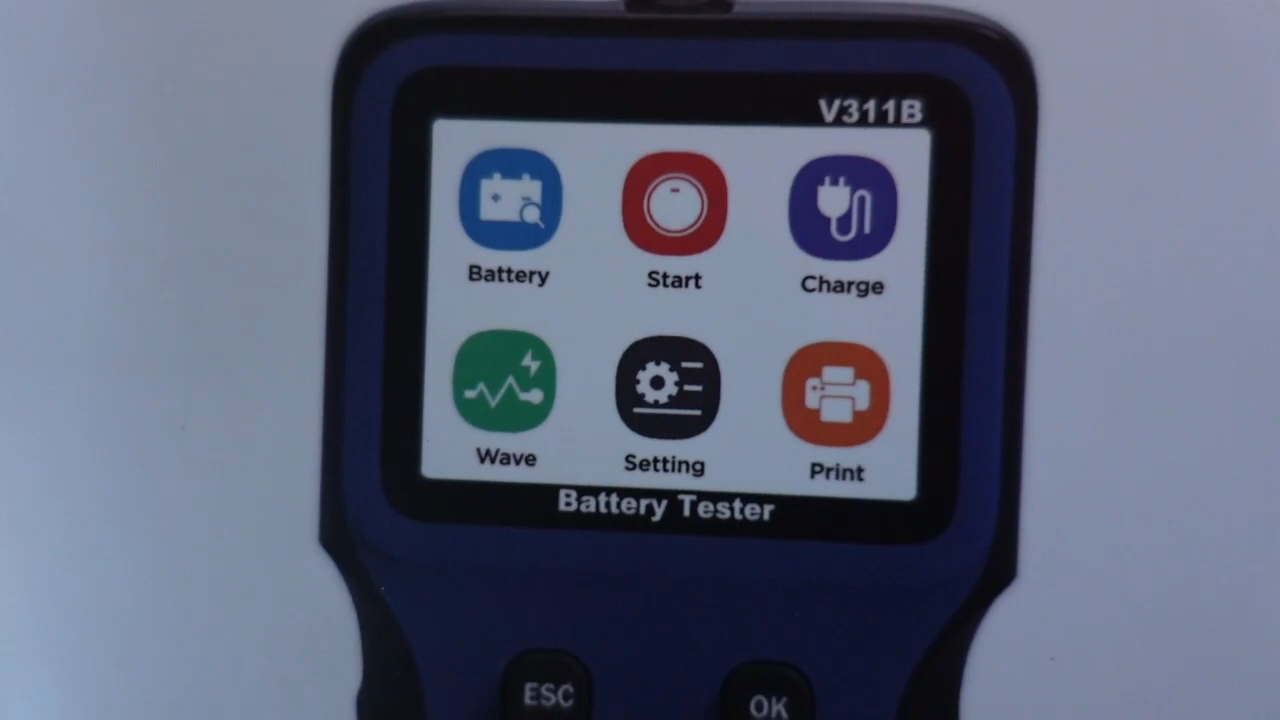 V311B
Battery Start Charge
Wave Setting Print
Battery Tester
ESC OK